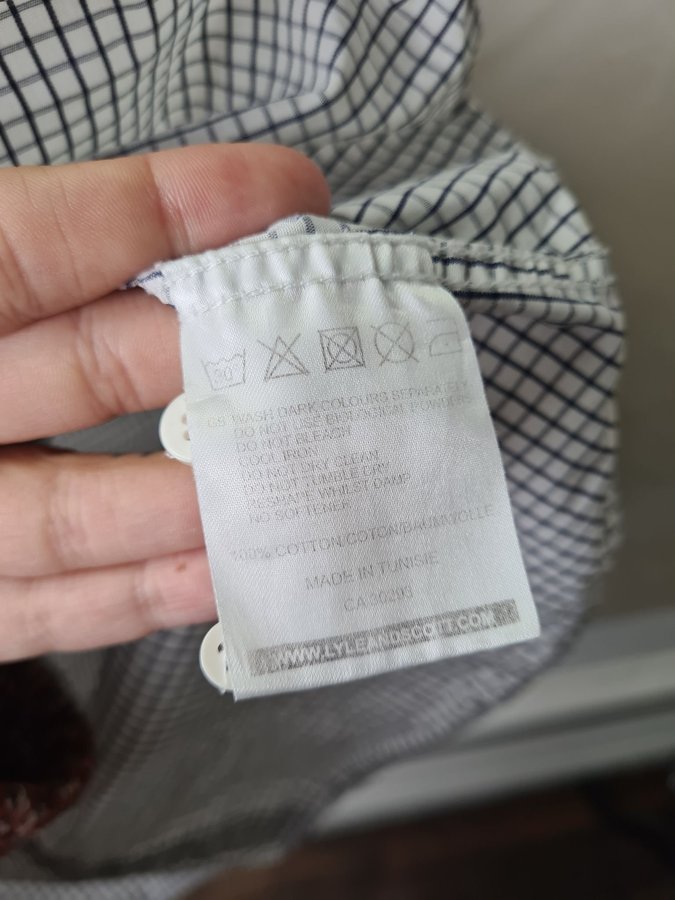 30°
GB WASH DARK COLOURS SEPARATELY
DO NOT USE BIOLOGICAL POWDERS
DO NOT BLEACH
COOL IRON
DO NOT DRY CLEAN
DO NOT TUMBLE DRY
RESHAPE WHILST DAMP
NO SOFTENER
100% COTTON/COTON/BAUMWOLLE
MADE IN TUNISIE
CA 30293
WWW.LYLEANDSCOTT.COM